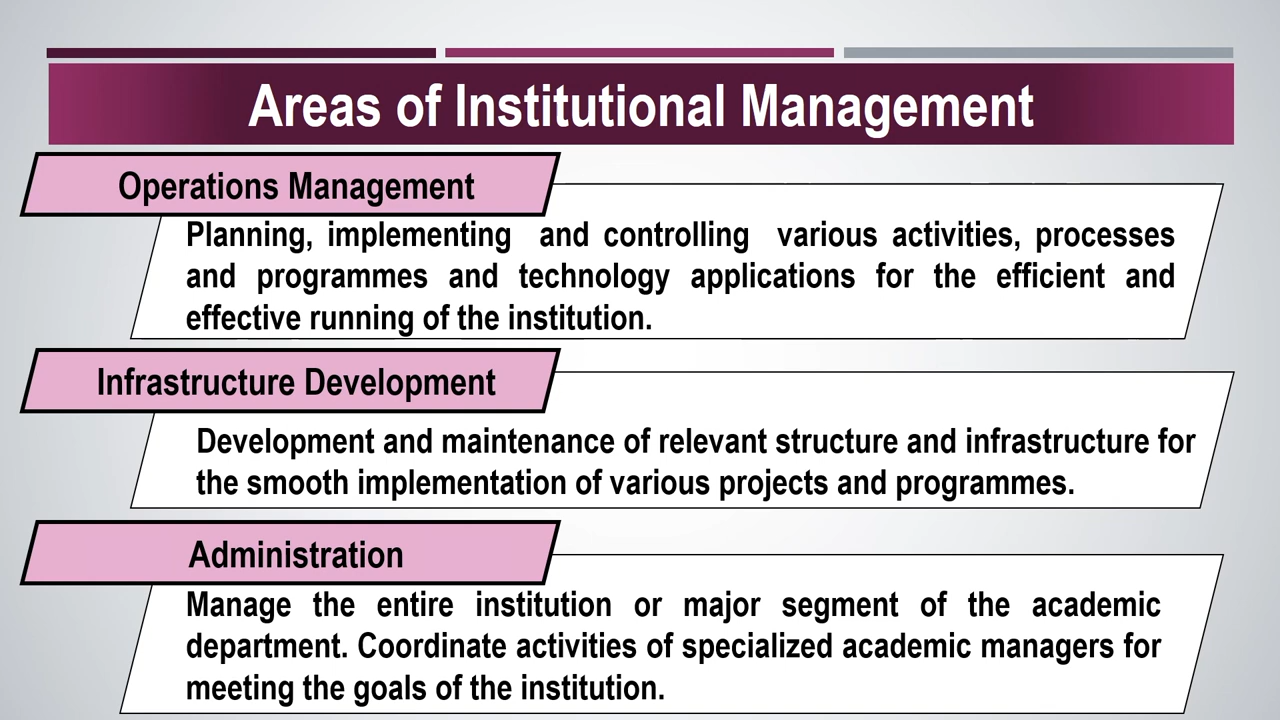 Areas of Institutional Management
Operations Management
Planning, implementing and controlling various activities, processes
and programmes and technology applications for the efficient and
effective running of the institution.
Infrastructure Development
Development and maintenance of relevant structure and infrastructure for
the smooth implementation of various projects and programmes.
Administration
Manage the entire institution or major segment of the academic
department. Coordinate activities of specialized academic managers for
meeting the goals of the institution.